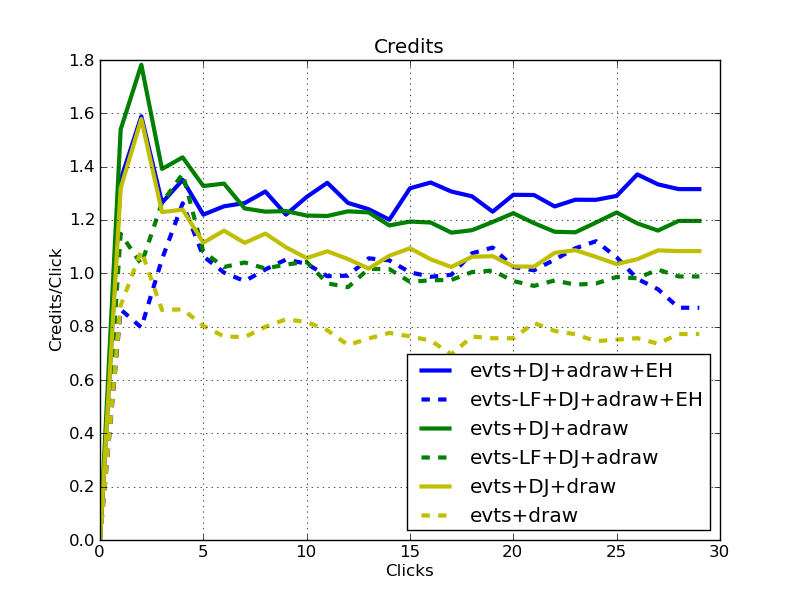 Credits
Credits/Click
1.8
1.6
1.4
1.2
1.0
0.8
0.6
0.4
0.2
0.0
evts+DJ+adraw+EH
evts-LF+DJ+adraw+EH
evts+DJ+adraw
evts-LF+DJ+adraw
evts+DJ+draw
evts+draw
0 5 10 15 20 25 30
Clicks